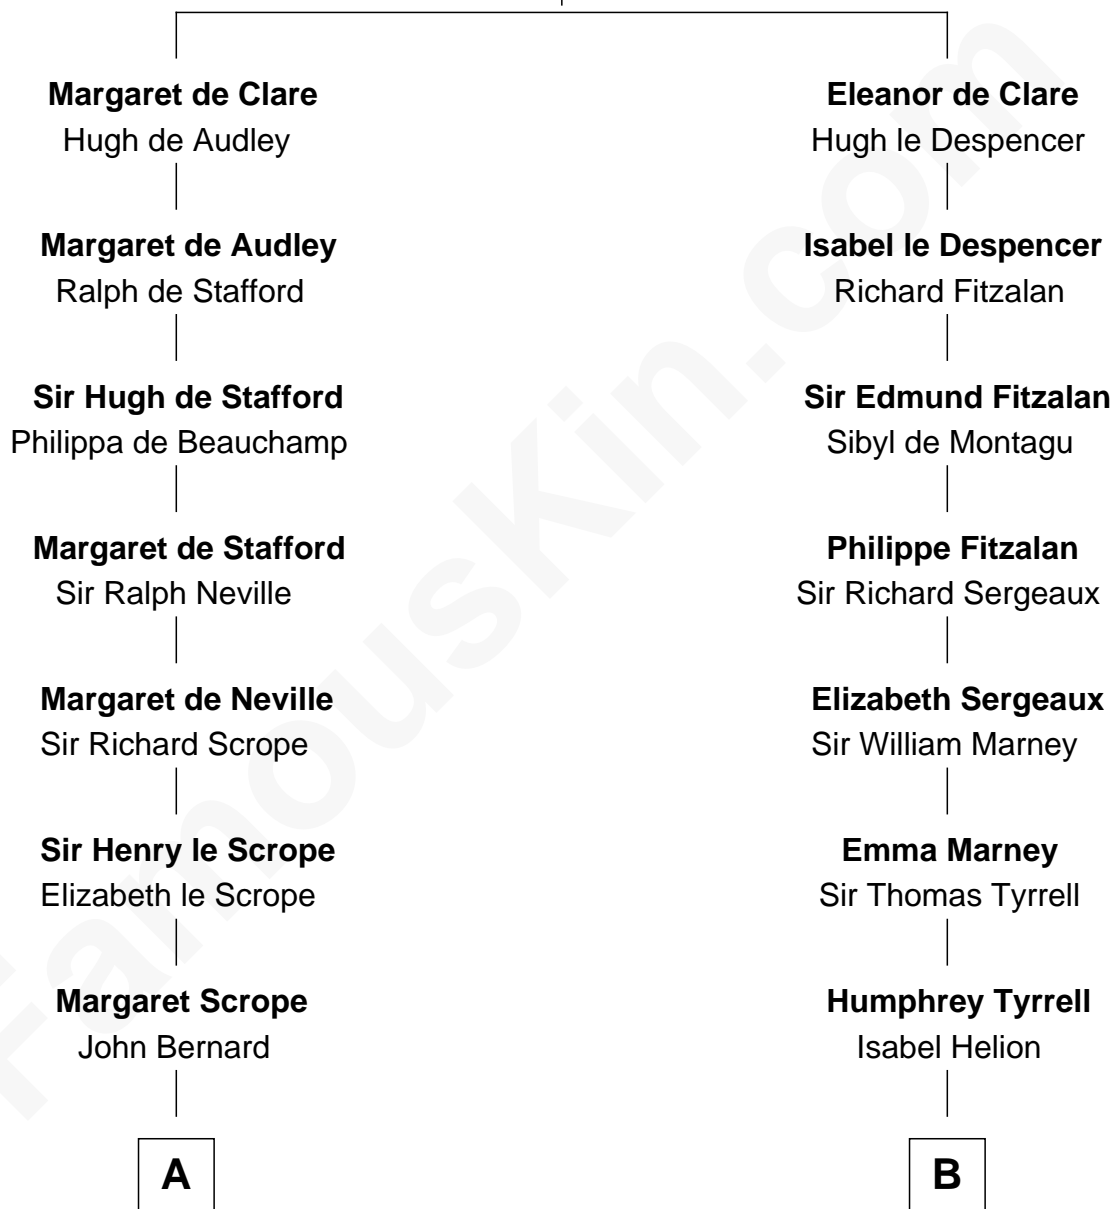 Margaret de Clare
Hugh de Audley
Margaret de Audley
Ralph de Stafford
Sir Hugh de Stafford
Philippa de Beauchamp
Margaret de Stafford
Sir Ralph Neville
Margaret de Neville
Sir Richard Scrope
Sir Henry le Scrope
Elizabeth le Scrope
Margaret Scrope
John Bernard
A
Eleanor de Clare
Hugh le Despencer
Isabel le Despencer
Richard Fitzalan
Sir Edmund Fitzalan
Sibyl de Montagu
Philippe Fitzalan
Sir Richard Sergeaux
Elizabeth Sergeaux
Sir William Marney
Emma Marney
Sir Thomas Tyrrell
Humphrey Tyrrell
Isabel Helion
B
FamousKin.com